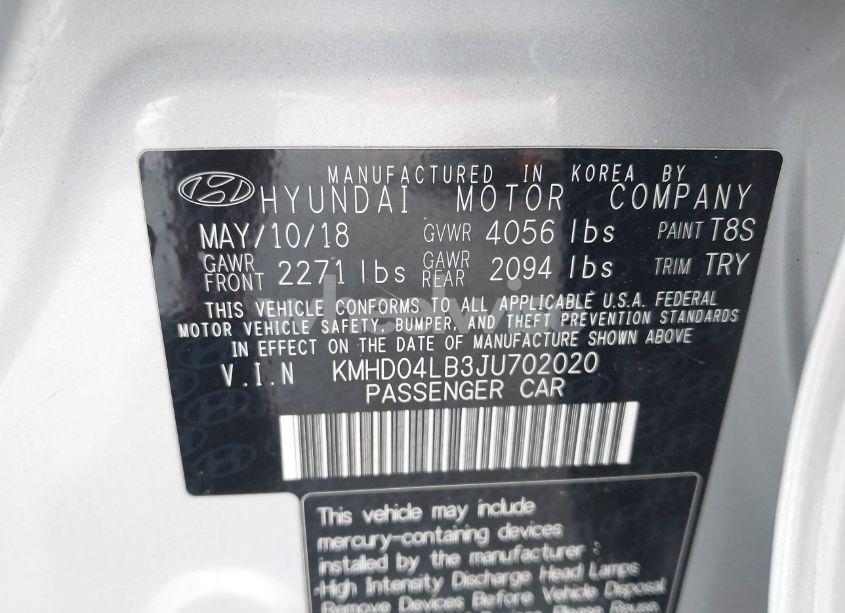 MANUFACTURED IN KOREA BY
HYUNDAI MOTOR COMPANY
MAY/10/18 GVWR 4056 lbs PAINT T8S
GAWR FRONT 2271 lbs GAWR REAR 2094 lbs TRIM TRY
THIS VEHICLE CONFORMS TO ALL APPLICABLE U.S.A. FEDERAL
MOTOR VEHICLE SAFETY, BUMPER, AND THEFT PREVENTION STANDARDS
IN EFFECT ON THE DATE OF MANUFACTURE SHOWN ABOVE
V.I.N KMHD04LB3JU702020
PASSENGER CAR
This vehicle may include
mercury-containing devices
installed by the manufacturer :
-High Intensity Discharge Head Lamps
Remove Devices Before Vehicle Disposal
Please Reuse